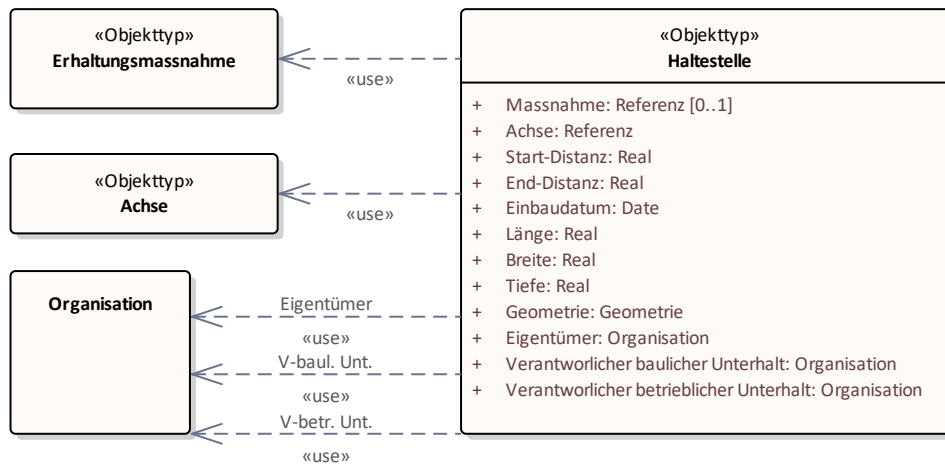 «Objekttyp»
Erhaltungsmassnahme
«use»
«Objekttyp»
Achse
«use»
Organisation
Eigentümer
«use»
V-baul. Unt.
«use»
V-betr. Unt.
«use»
«Objekttyp»
Haltestelle
+ Massnahme: Referenz [0..1]
+ Achse: Referenz
+ Start-Distanz: Real
+ End-Distanz: Real
+ Einbaudatum: Date
+ Länge: Real
+ Breite: Real
+ Tiefe: Real
+ Geometrie: Geometrie
+ Eigentümer: Organisation
+ Verantworlicher baulicher Unterhalt: Organisation
+ Verantworlicher betrieblicher Unterhalt: Organisation